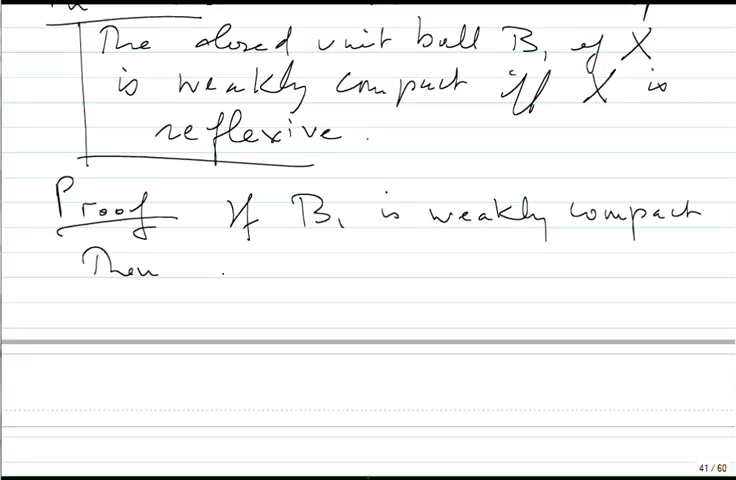 The closed unit ball B₁ of X
is weakly compact iff X is
reflexive.
Proof If B₁ is weakly compact
Then
41 / 60